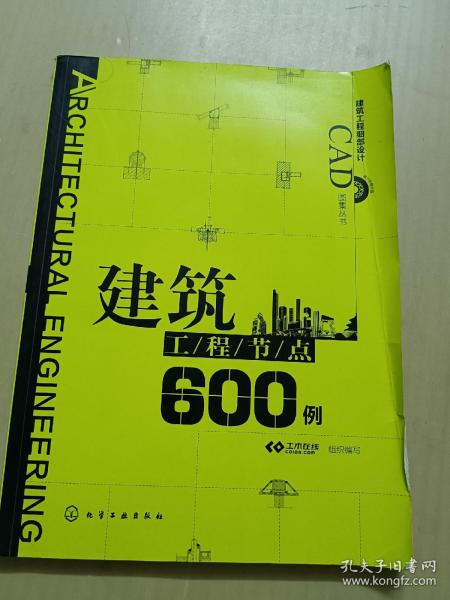 ARCHITECTURAL ENGINEERING
建筑工程细部设计
CAD
图集丛书
建筑
工/程/节/点
600例
土木在线
co188.com
组织编写
化学工业出版社
孔夫子旧书网
www.kongfz.com